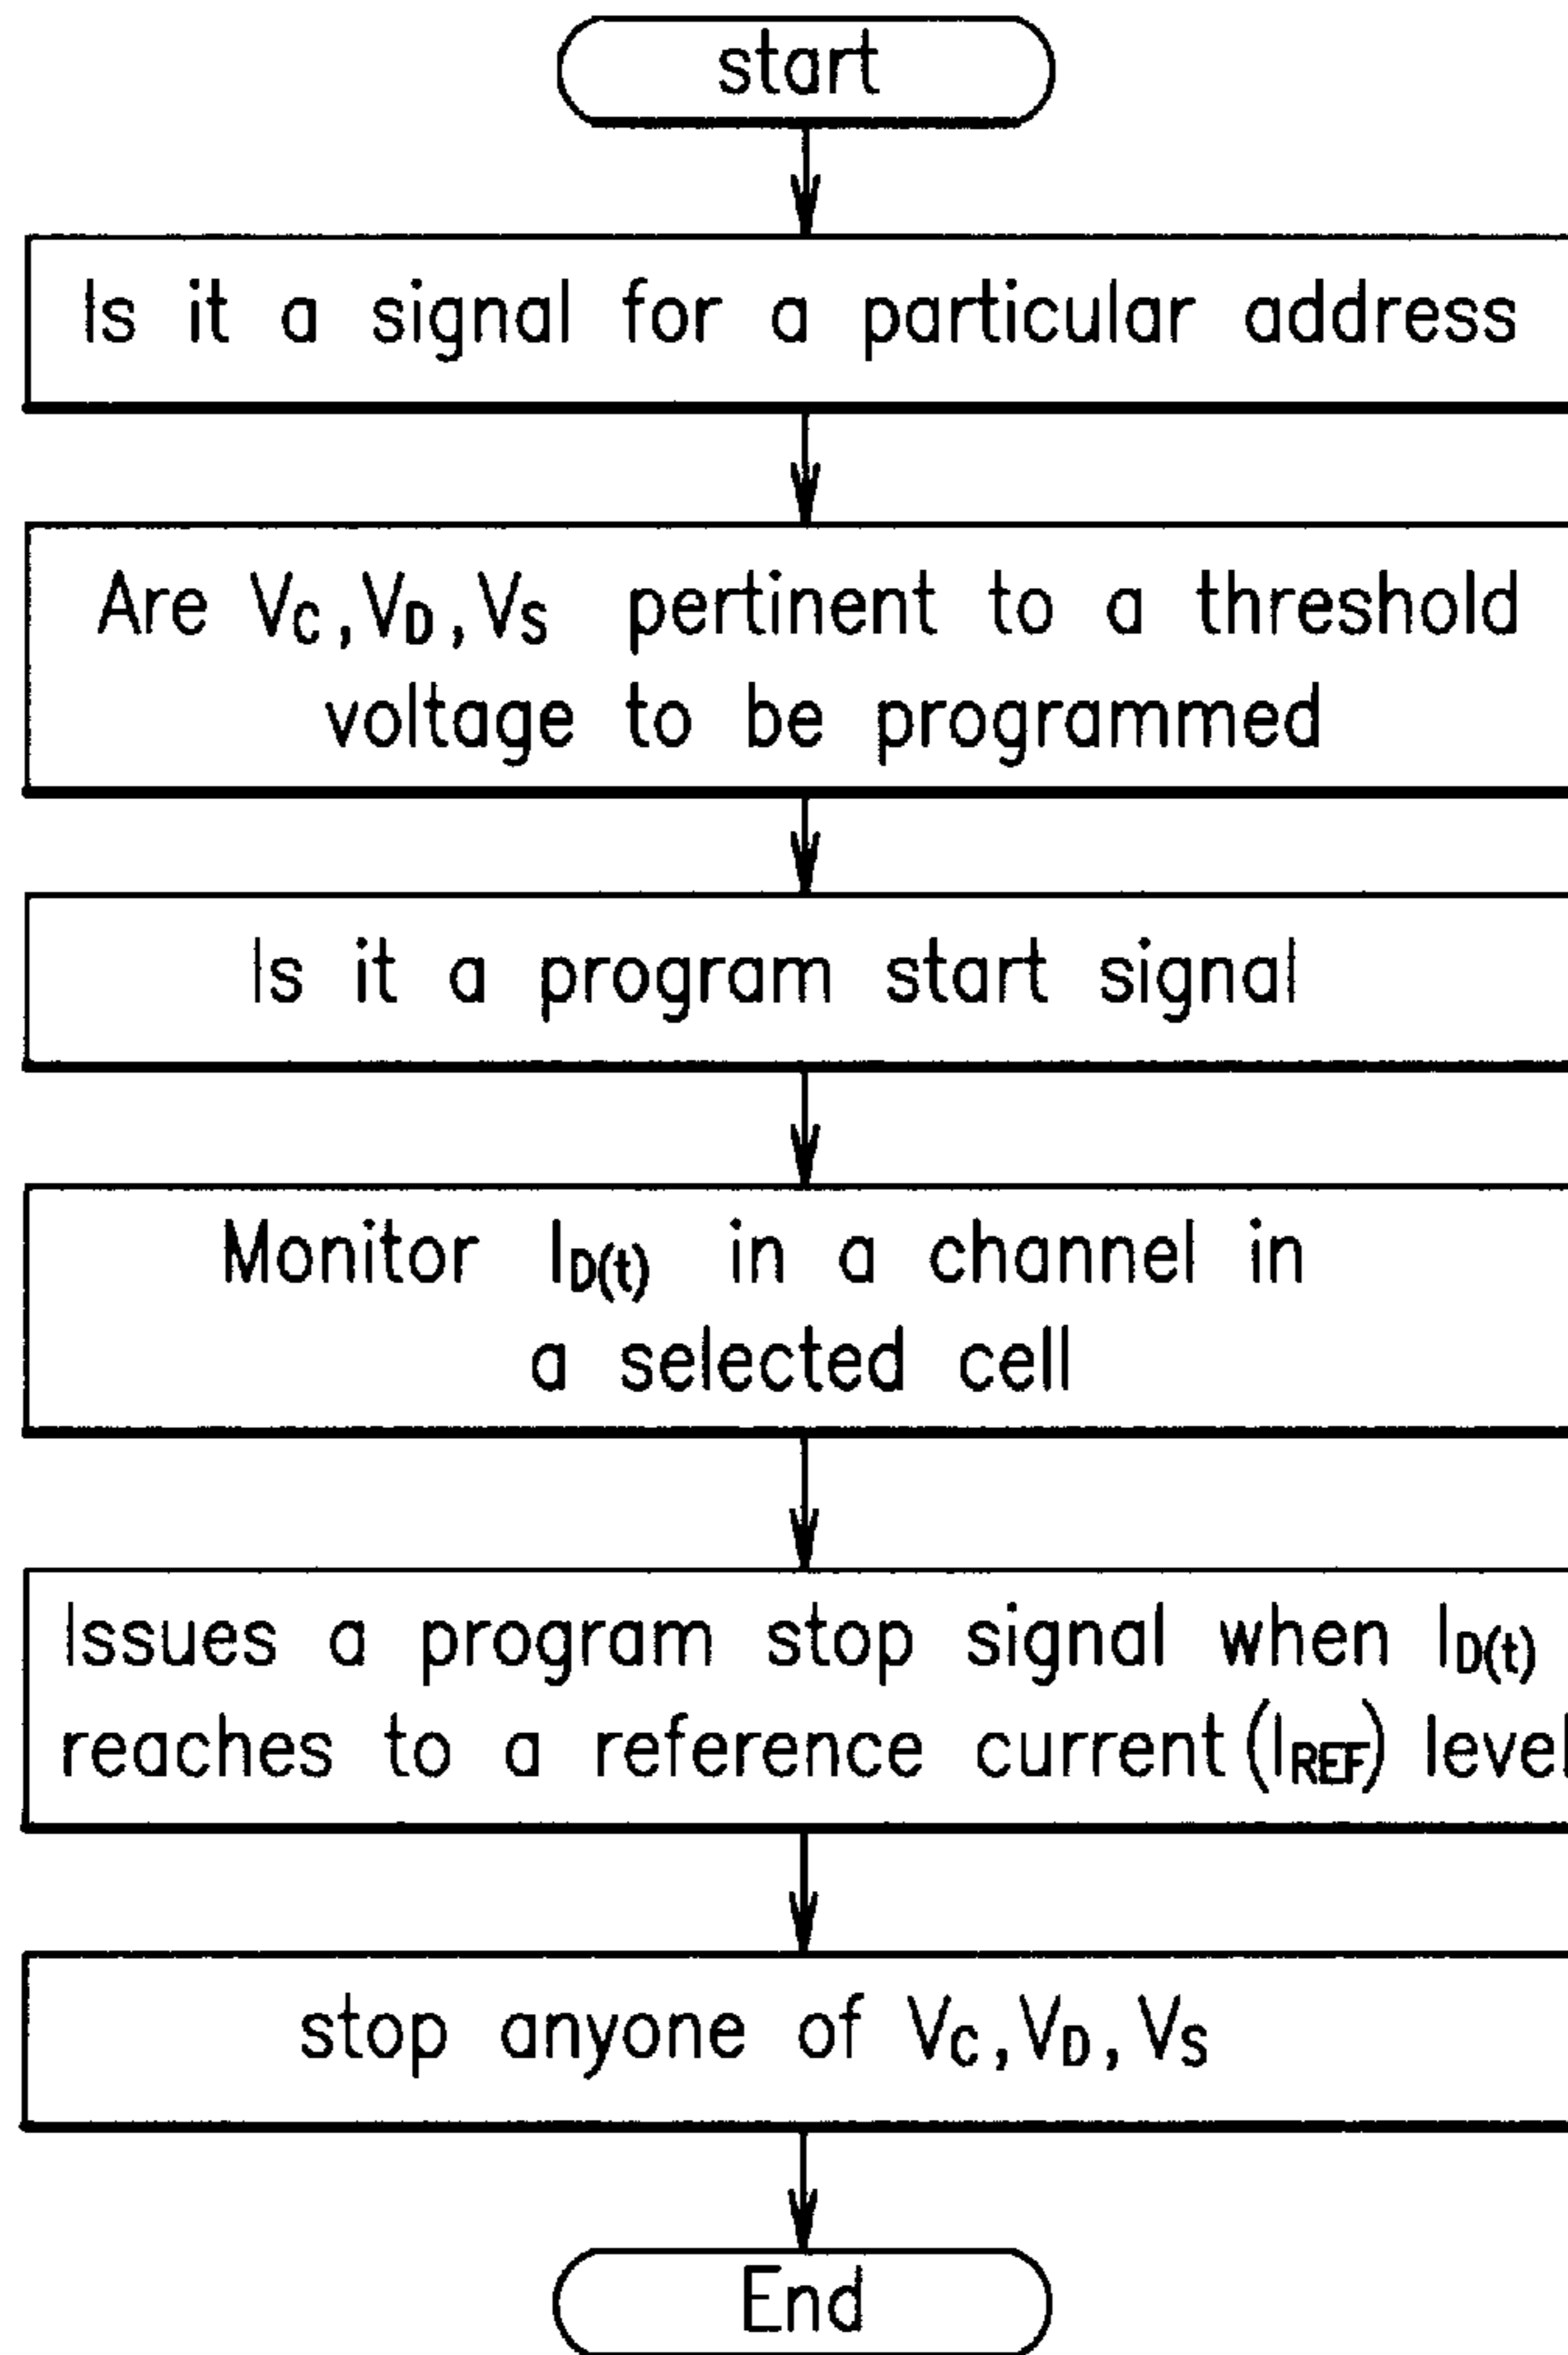 start
Is it a signal for a particular address
Are VC,VD,VS pertinent to a threshold
voltage to be programmed
Is it a program start signal
Monitor ID(t) in a channel in
a selected cell
Issues a program stop signal when ID(t)
reaches to a reference current(IREF) level
stop anyone of VC,VD,VS
End